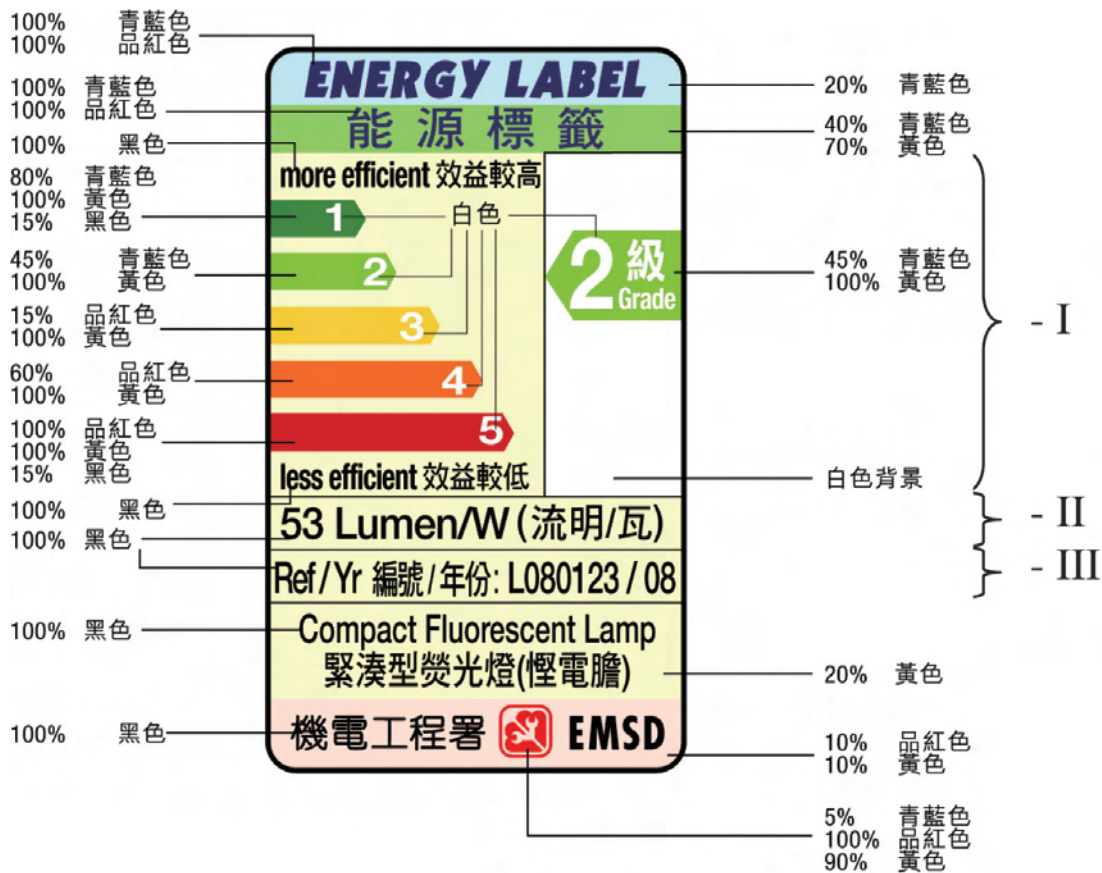 100% 青藍色
100% 品紅色
100% 青藍色
100% 品紅色
100% 黑色
80% 青藍色
100% 黃色
15% 黑色
45% 青藍色
100% 黃色
15% 品紅色
100% 黃色
60% 品紅色
100% 黃色
100% 品紅色
100% 黃色
15% 黑色
100% 黑色
100% 黑色
100% 黑色
100% 黑色
ENERGY LABEL
能源標籤
more efficient 效益較高
1
白色
2
3
4
5
2 級
Grade
less efficient 效益較低
53 Lumen/W (流明/瓦)
Ref / Yr 編號 / 年份: L080123 / 08
Compact Fluorescent Lamp
緊湊型熒光燈(慳電膽)
機電工程署 EMSD
20% 青藍色
40% 青藍色
70% 黃色
45% 青藍色
100% 黃色
白色背景
20% 黃色
10% 品紅色
10% 黃色
5% 青藍色
100% 品紅色
90% 黃色
- I
- II
- III